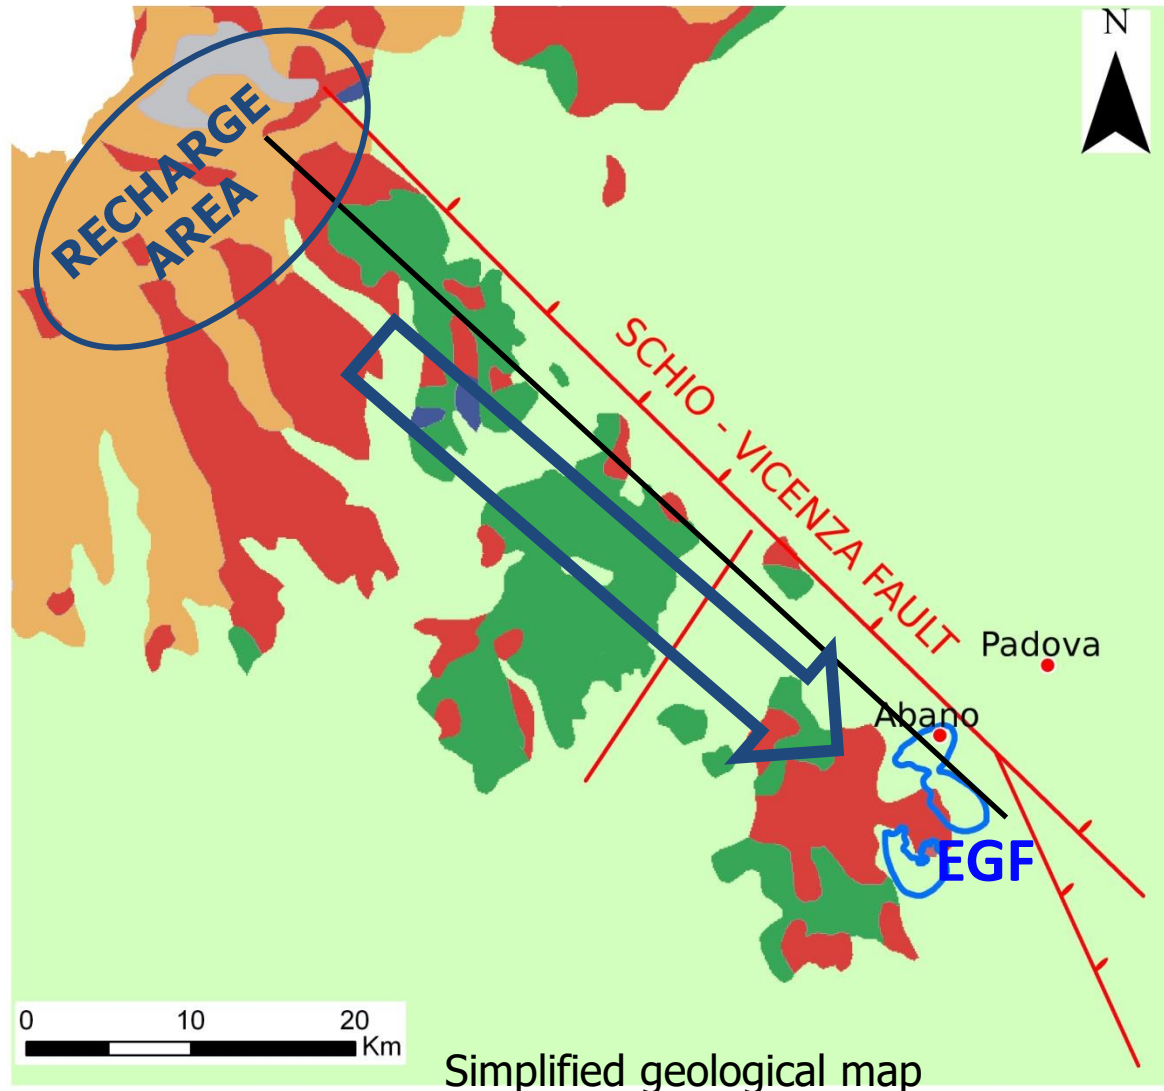 N
RECHARGE
AREA
SCHIO - VICENZA FAULT
Padova
Abano
EGF
0 10 20
Km
Simplified geological map